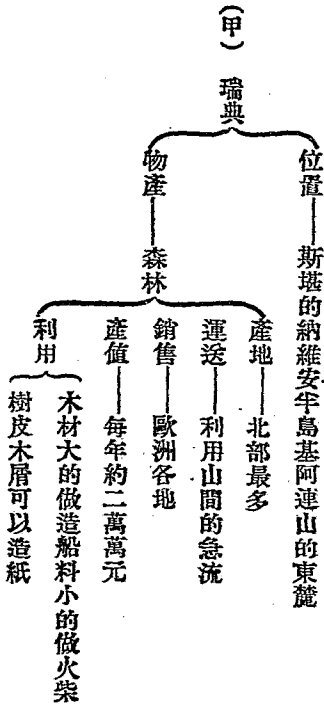 (甲) 瑞典
位置——斯堪的納維安半島基阿連山的東麓
物產——森林
產地——北部最多
運送——利用山間的急流
銷售——歐洲各地
產值——每年約二萬萬元
利用
木材大的做造船料小的做火柴
樹皮木屑可以造紙